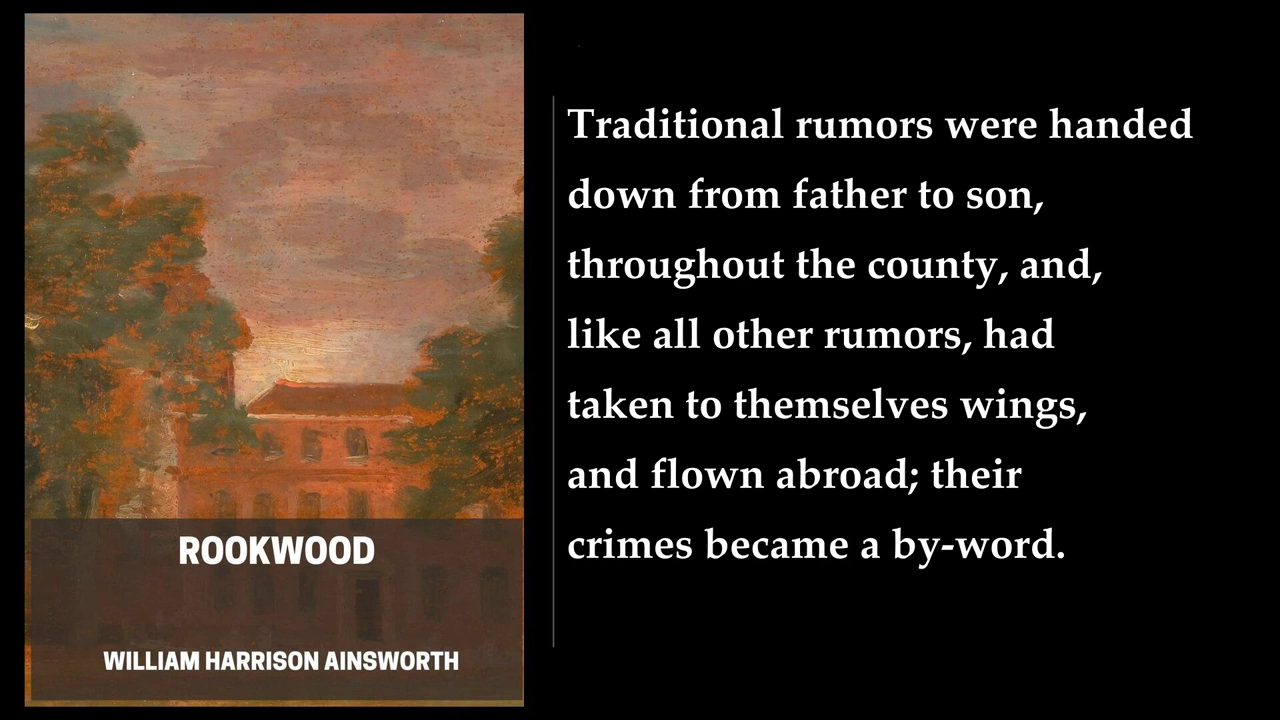 ROOKWOOD
WILLIAM HARRISON AINSWORTH
Traditional rumors were handed
down from father to son,
throughout the county, and,
like all other rumors, had
taken to themselves wings,
and flown abroad; their
crimes became a by-word.